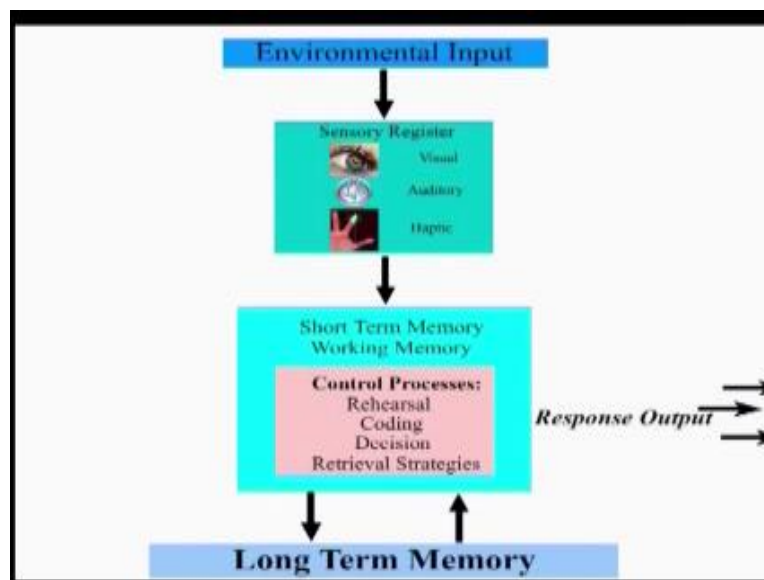 Environmental Input
Sensory Register
Visual
Auditory
Haptic
Short Term Memory
Working Memory
Control Processes:
Rehearsal
Coding
Decision
Retrieval Strategies
Response Output
Long Term Memory